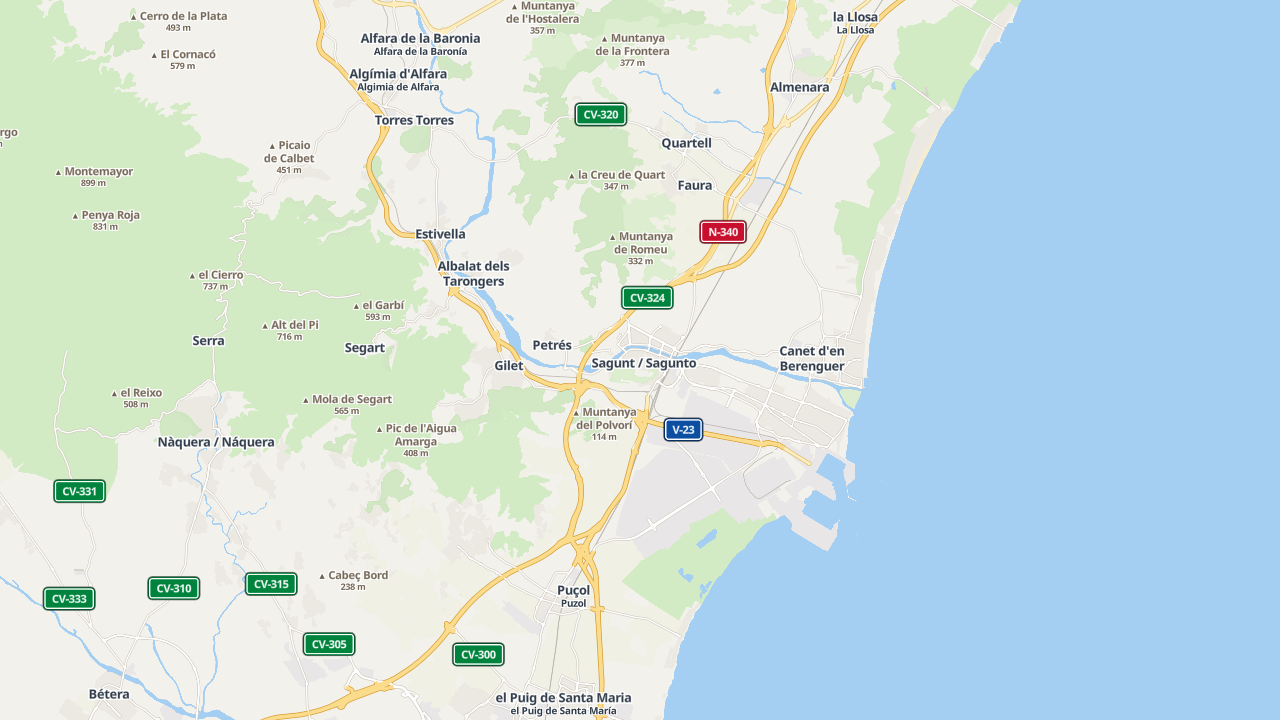 Cerro de la Plata
493 m
Muntanya
de l'Hostalera
357 m
la Llosa
La Llosa
Alfara de la Baronia
Alfara de la Baronía
Muntanya
de la Frontera
377 m
El Cornacó
579 m
Algímia d'Alfara
Algimia de Alfara
Almenara
CV-320
Torres Torres
Quartell
Picaio
de Calbet
451 m
Montemayor
899 m
la Creu de Quart
347 m
Faura
Penya Roja
831 m
Estivella
N-340
Muntanya
de Romeu
332 m
Albalat dels
Tarongers
el Cierro
737 m
CV-324
el Garbí
593 m
Alt del Pi
716 m
Serra
Segart
Petrés
Gilet
Sagunt / Sagunto
Canet d'en
Berenguer
el Reixo
508 m
Mola de Segart
565 m
Muntanya
del Polvorí
114 m
V-23
Pic de l'Aigua
Amarga
408 m
Nàquera / Náquera
CV-331
Cabeç Bord
238 m
CV-333
CV-310
CV-315
Puçol
Puzol
CV-305
CV-300
Bétera
el Puig de Santa Maria
el Puig de Santa María